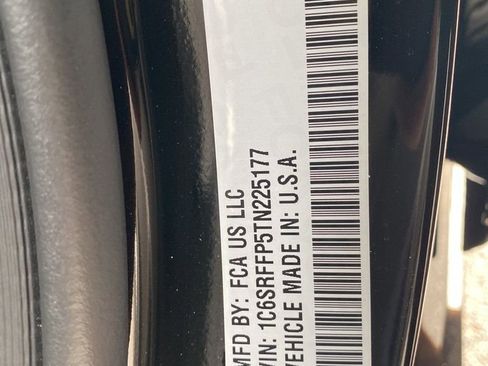 MFD BY: FCA US LLC
VIN: 1C6SRFFP5TN225177
VEHICLE MADE IN: U.S.A.